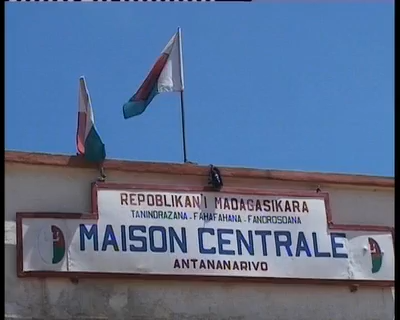 REPOBLIKAN'I MADAGASIKARA
TANINDRAZANA - FAHAFAHANA - FANDROSOANA
MAISON CENTRALE
ANTANANARIVO